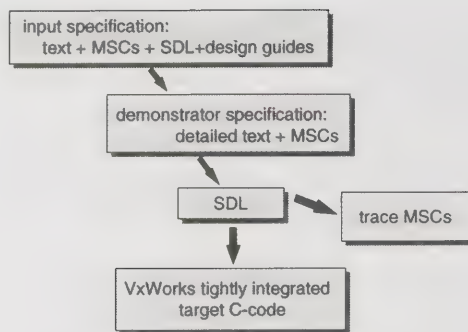 input specification:
text + MSCs + SDL+design guides
demonstrator specification:
detailed text + MSCs
SDL
trace MSCs
VxWorks tightly integrated
target C-code